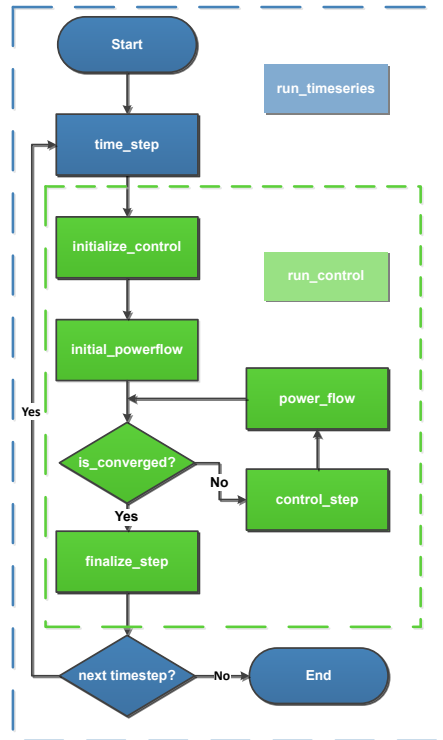 Start
run_timeseries
time_step
initialize_control
run_control
initial_powerflow
power_flow
Yes
is_converged?
No
control_step
Yes
finalize_step
next timestep?
No
End